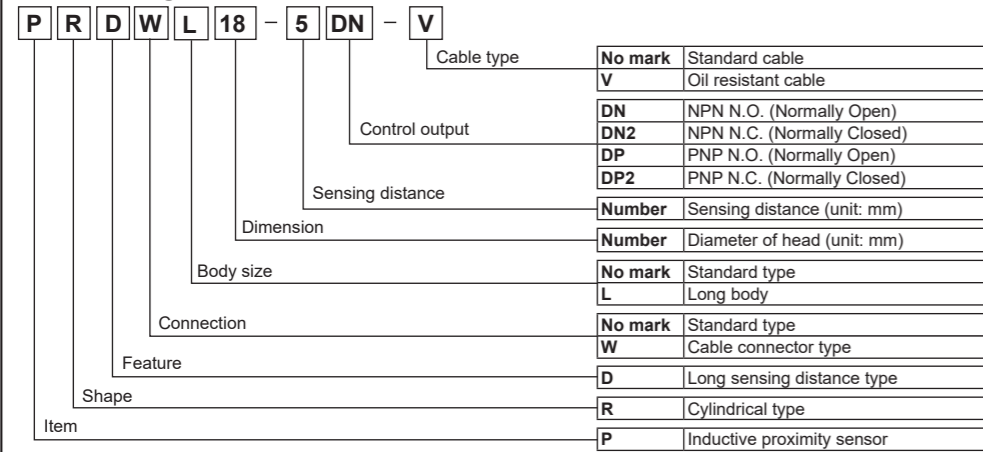 P R D W L 18 - 5 DN - V
Cable type
No mark Standard cable
V Oil resistant cable
Control output
DN NPN N.O. (Normally Open)
DN2 NPN N.C. (Normally Closed)
DP PNP N.O. (Normally Open)
DP2 PNP N.C. (Normally Closed)
Sensing distance
Number Sensing distance (unit: mm)
Dimension
Number Diameter of head (unit: mm)
Body size
No mark Standard type
L Long body
Connection
No mark Standard type
W Cable connector type
Feature
D Long sensing distance type
Shape
R Cylindrical type
Item
P Inductive proximity sensor